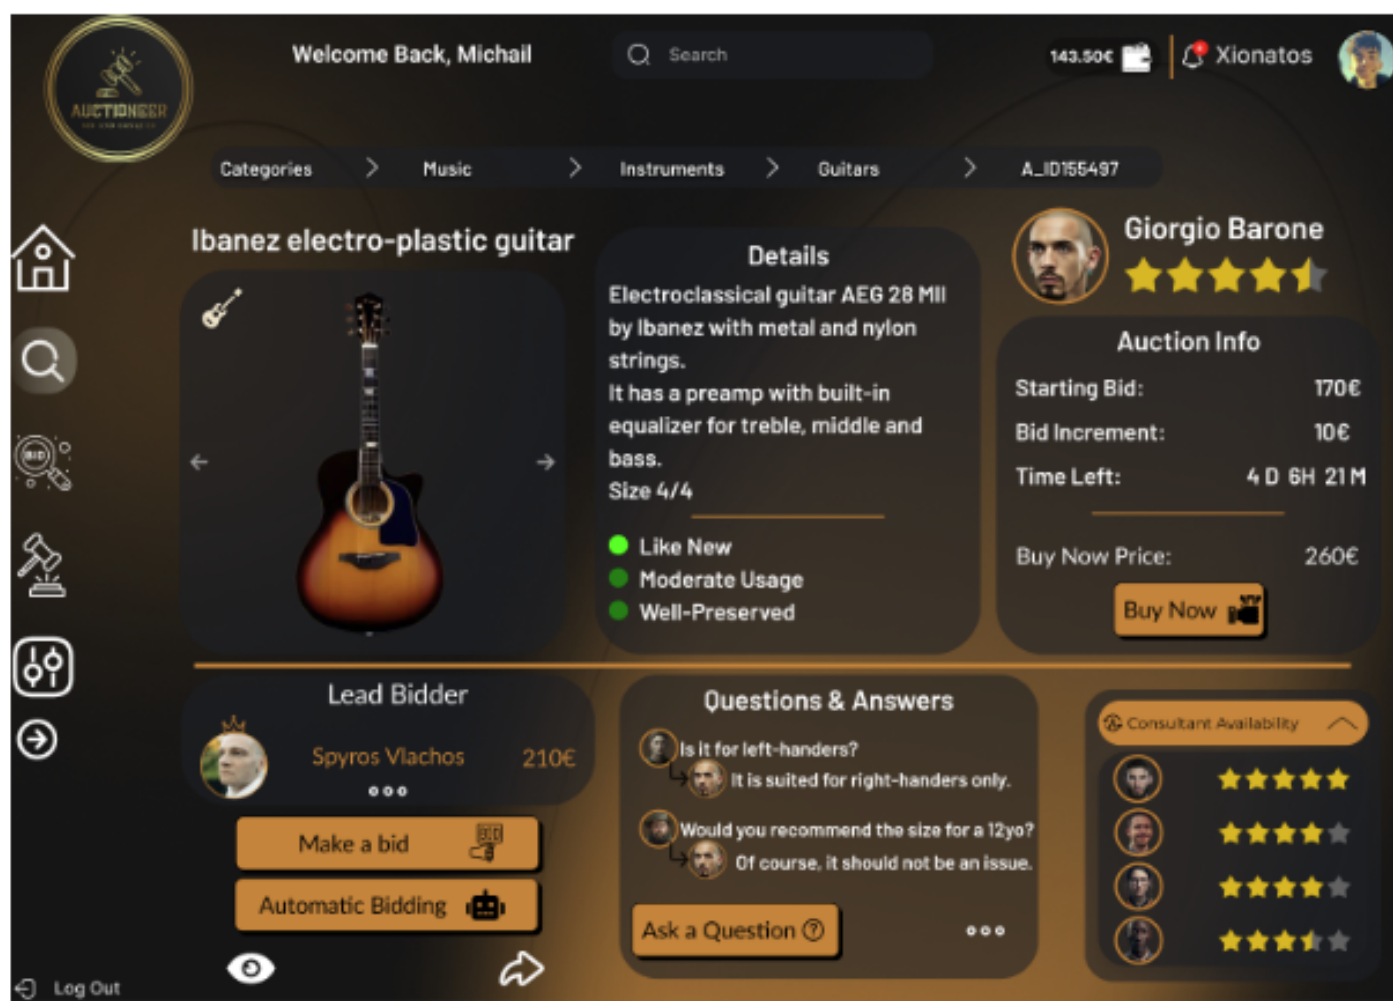 Welcome Back, Michail
Search
143.50€
Xionatos
AUCTIONEER
Categories > Music > Instruments > Guitars > A_ID155497
Ibanez electro-plastic guitar
Details
Electroclassical guitar AEG 28 MII
by Ibanez with metal and nylon
strings.
It has a preamp with built-in
equalizer for treble, middle and
bass.
Size 4/4
Like New
Moderate Usage
Well-Preserved
Giorgio Barone
Auction Info
Starting Bid: 170€
Bid Increment: 10€
Time Left: 4 D 6H 21 M
Buy Now Price: 260€
Buy Now
BID
Lead Bidder
Spyros Vlachos 210€
Make a bid
BID
Automatic Bidding
Questions & Answers
Is it for left-handers?
It is suited for right-handers only.
Would you recommend the size for a 12yo?
Of course, it should not be an issue.
Ask a Question
Consultant Availability
Log Out